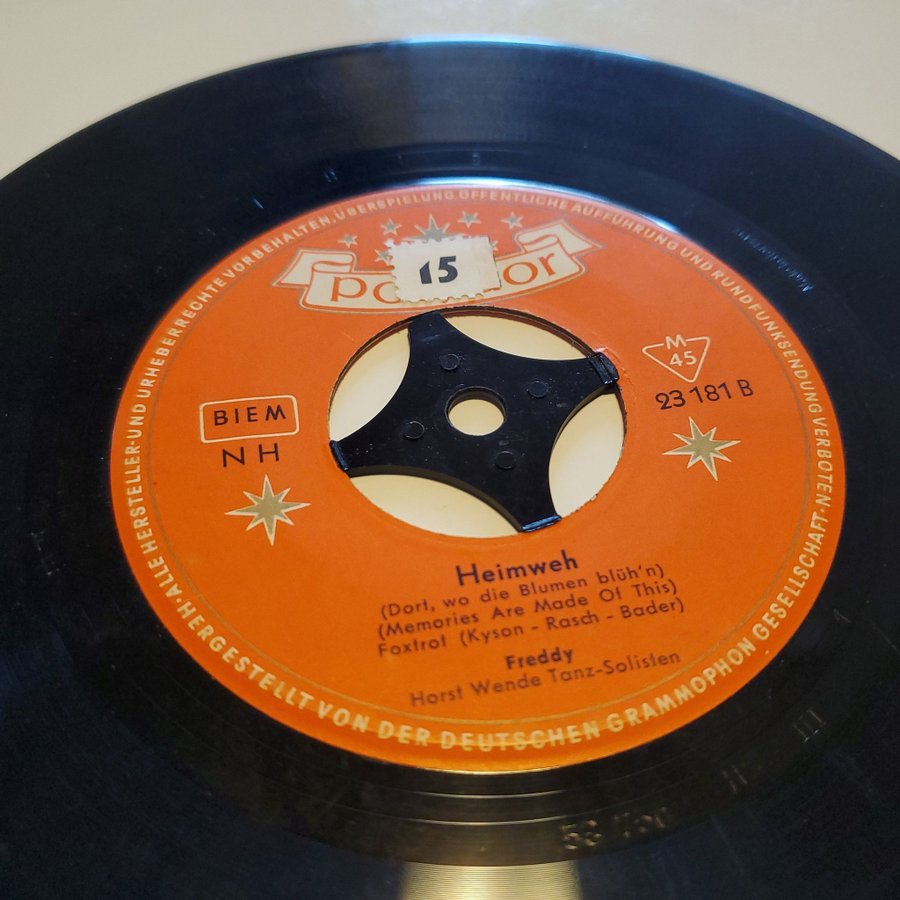 ALLE HERSTELLER-UND URHEBERRECHTE VORBEHALTEN, ÜBERSPIELUNG ÖFFENTLICHE AUFFÜHRUNG UND RUNDFUNKSENDUNG VERBOTEN
15
M
45
23 181 B
BIEM
NH
Heimweh
(Dort, wo die Blumen blüh'n)
(Memories Are Made Of This)
Foxtrot (Kyson - Rasch - Bader)
Freddy
Horst Wende Tanz-Solisten
HERGESTELLT VON DER DEUTSCHEN GRAMMOPHON GESELLSCHAFT